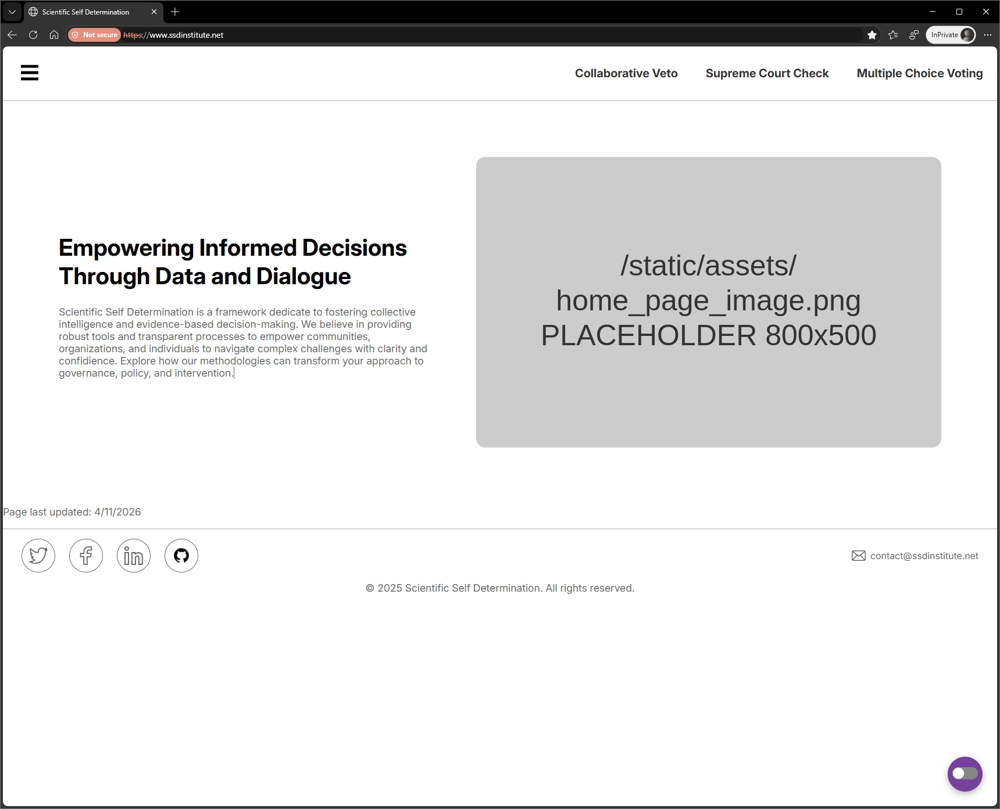 Scientific Self Determination
Not secure https://www.ssdinstitute.net
InPrivate
Collaborative Veto
Supreme Court Check
Multiple Choice Voting
Empowering Informed Decisions
Through Data and Dialogue
Scientific Self Determination is a framework dedicate to fostering collective
intelligence and evidence-based decision-making. We believe in providing
robust tools and transparent processes to empower communities,
organizations, and individuals to navigate complex challenges with clarity and
confidience. Explore how our methodologies can transform your approach to
governance, policy, and intervention.
/static/assets/
home_page_image.png
PLACEHOLDER 800x500
Page last updated: 4/11/2026
contact@ssdinstitute.net
© 2025 Scientific Self Determination. All rights reserved.